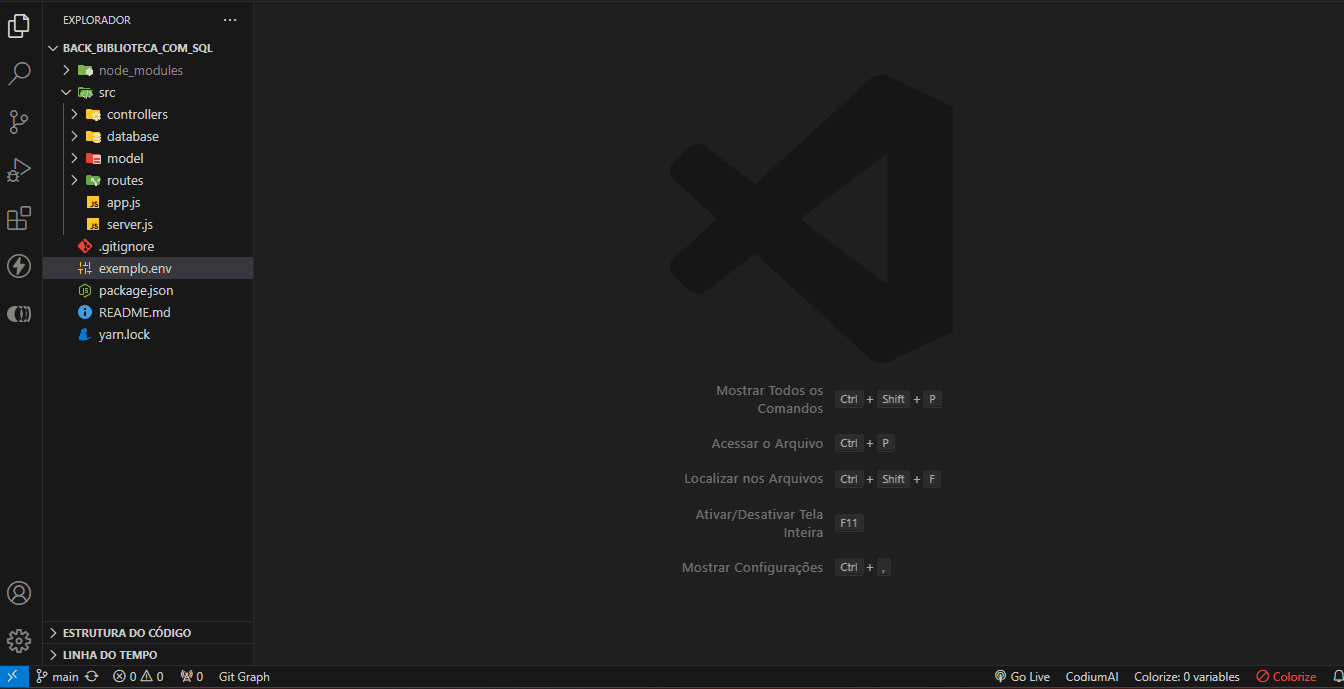 EXPLORADOR
BACK_BIBLIOTECA_COM_SQL
node_modules
src
controllers
database
model
routes
JS app.js
JS server.js
.gitignore
exemplo.env
package.json
README.md
yarn.lock
Mostrar Todos os
Comandos
Ctrl + Shift + P
Acessar o Arquivo Ctrl + P
Localizar nos Arquivos Ctrl + Shift + F
Ativar/Desativar Tela
Inteira
F11
Mostrar Configurações Ctrl + ,
ESTRUTURA DO CÓDIGO
LINHA DO TEMPO
main 0 0 0 Git Graph Go Live CodiumAI Colorize: 0 variables Colorize